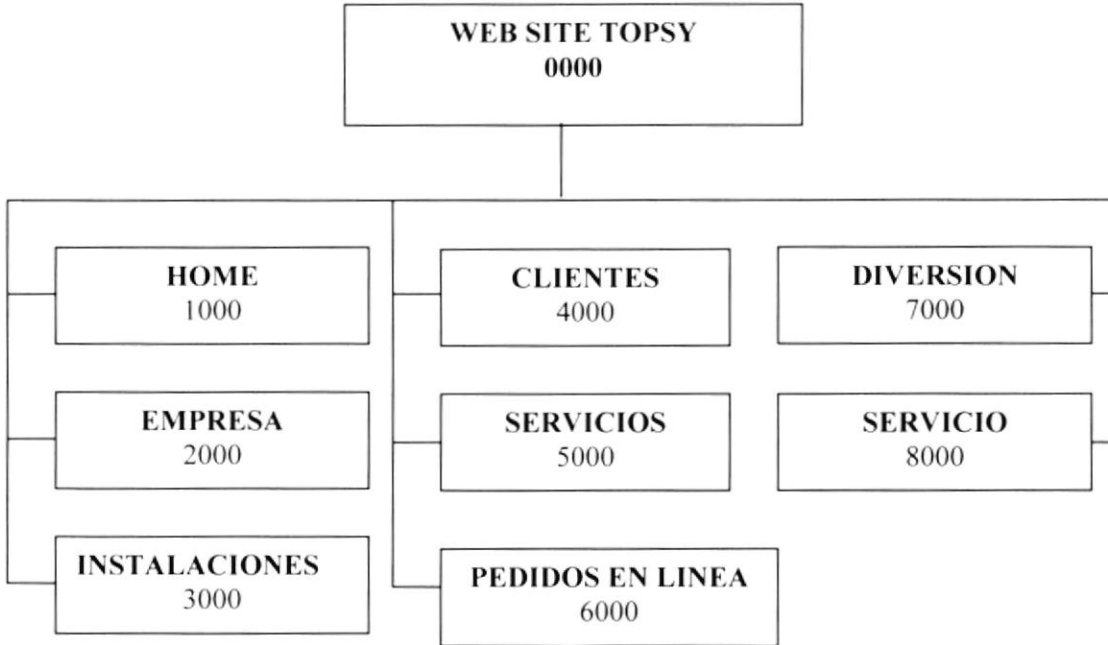 WEB SITE TOPSY
0000
HOME
1000
EMPRESA
2000
INSTALACIONES
3000
CLIENTES
4000
SERVICIOS
5000
PEDIDOS EN LINEA
6000
DIVERSION
7000
SERVICIO
8000